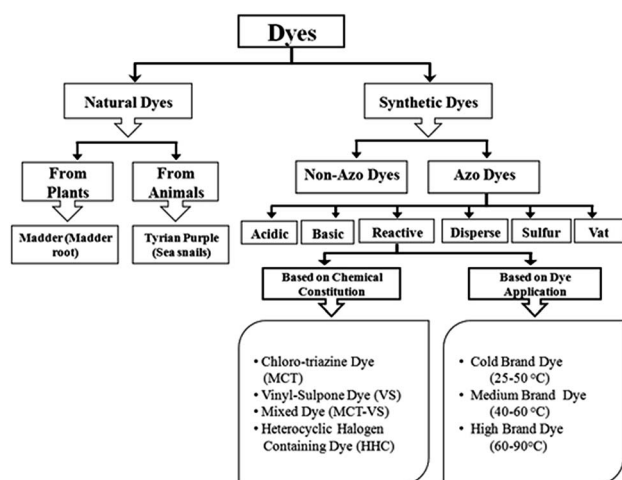 Dyes
Natural Dyes
Synthetic Dyes
From
Plants
From
Animals
Non-Azo Dyes
Azo Dyes
Madder (Madder
root)
Tyrian Purple
(Sea snails)
Acidic
Basic
Reactive
Disperse
Sulfur
Vat
Based on Chemical
Constitution
Based on Dye
Application
• Chloro-triazine Dye
(MCT)
• Vinyl-Sulpone Dye (VS)
• Mixed Dye (MCT-VS)
• Heterocyclic Halogen
Containing Dye (HHC)
• Cold Brand Dye
(25-50 °C)
• Medium Brand Dye
(40-60 °C)
• High Brand Dye
(60-90°C)